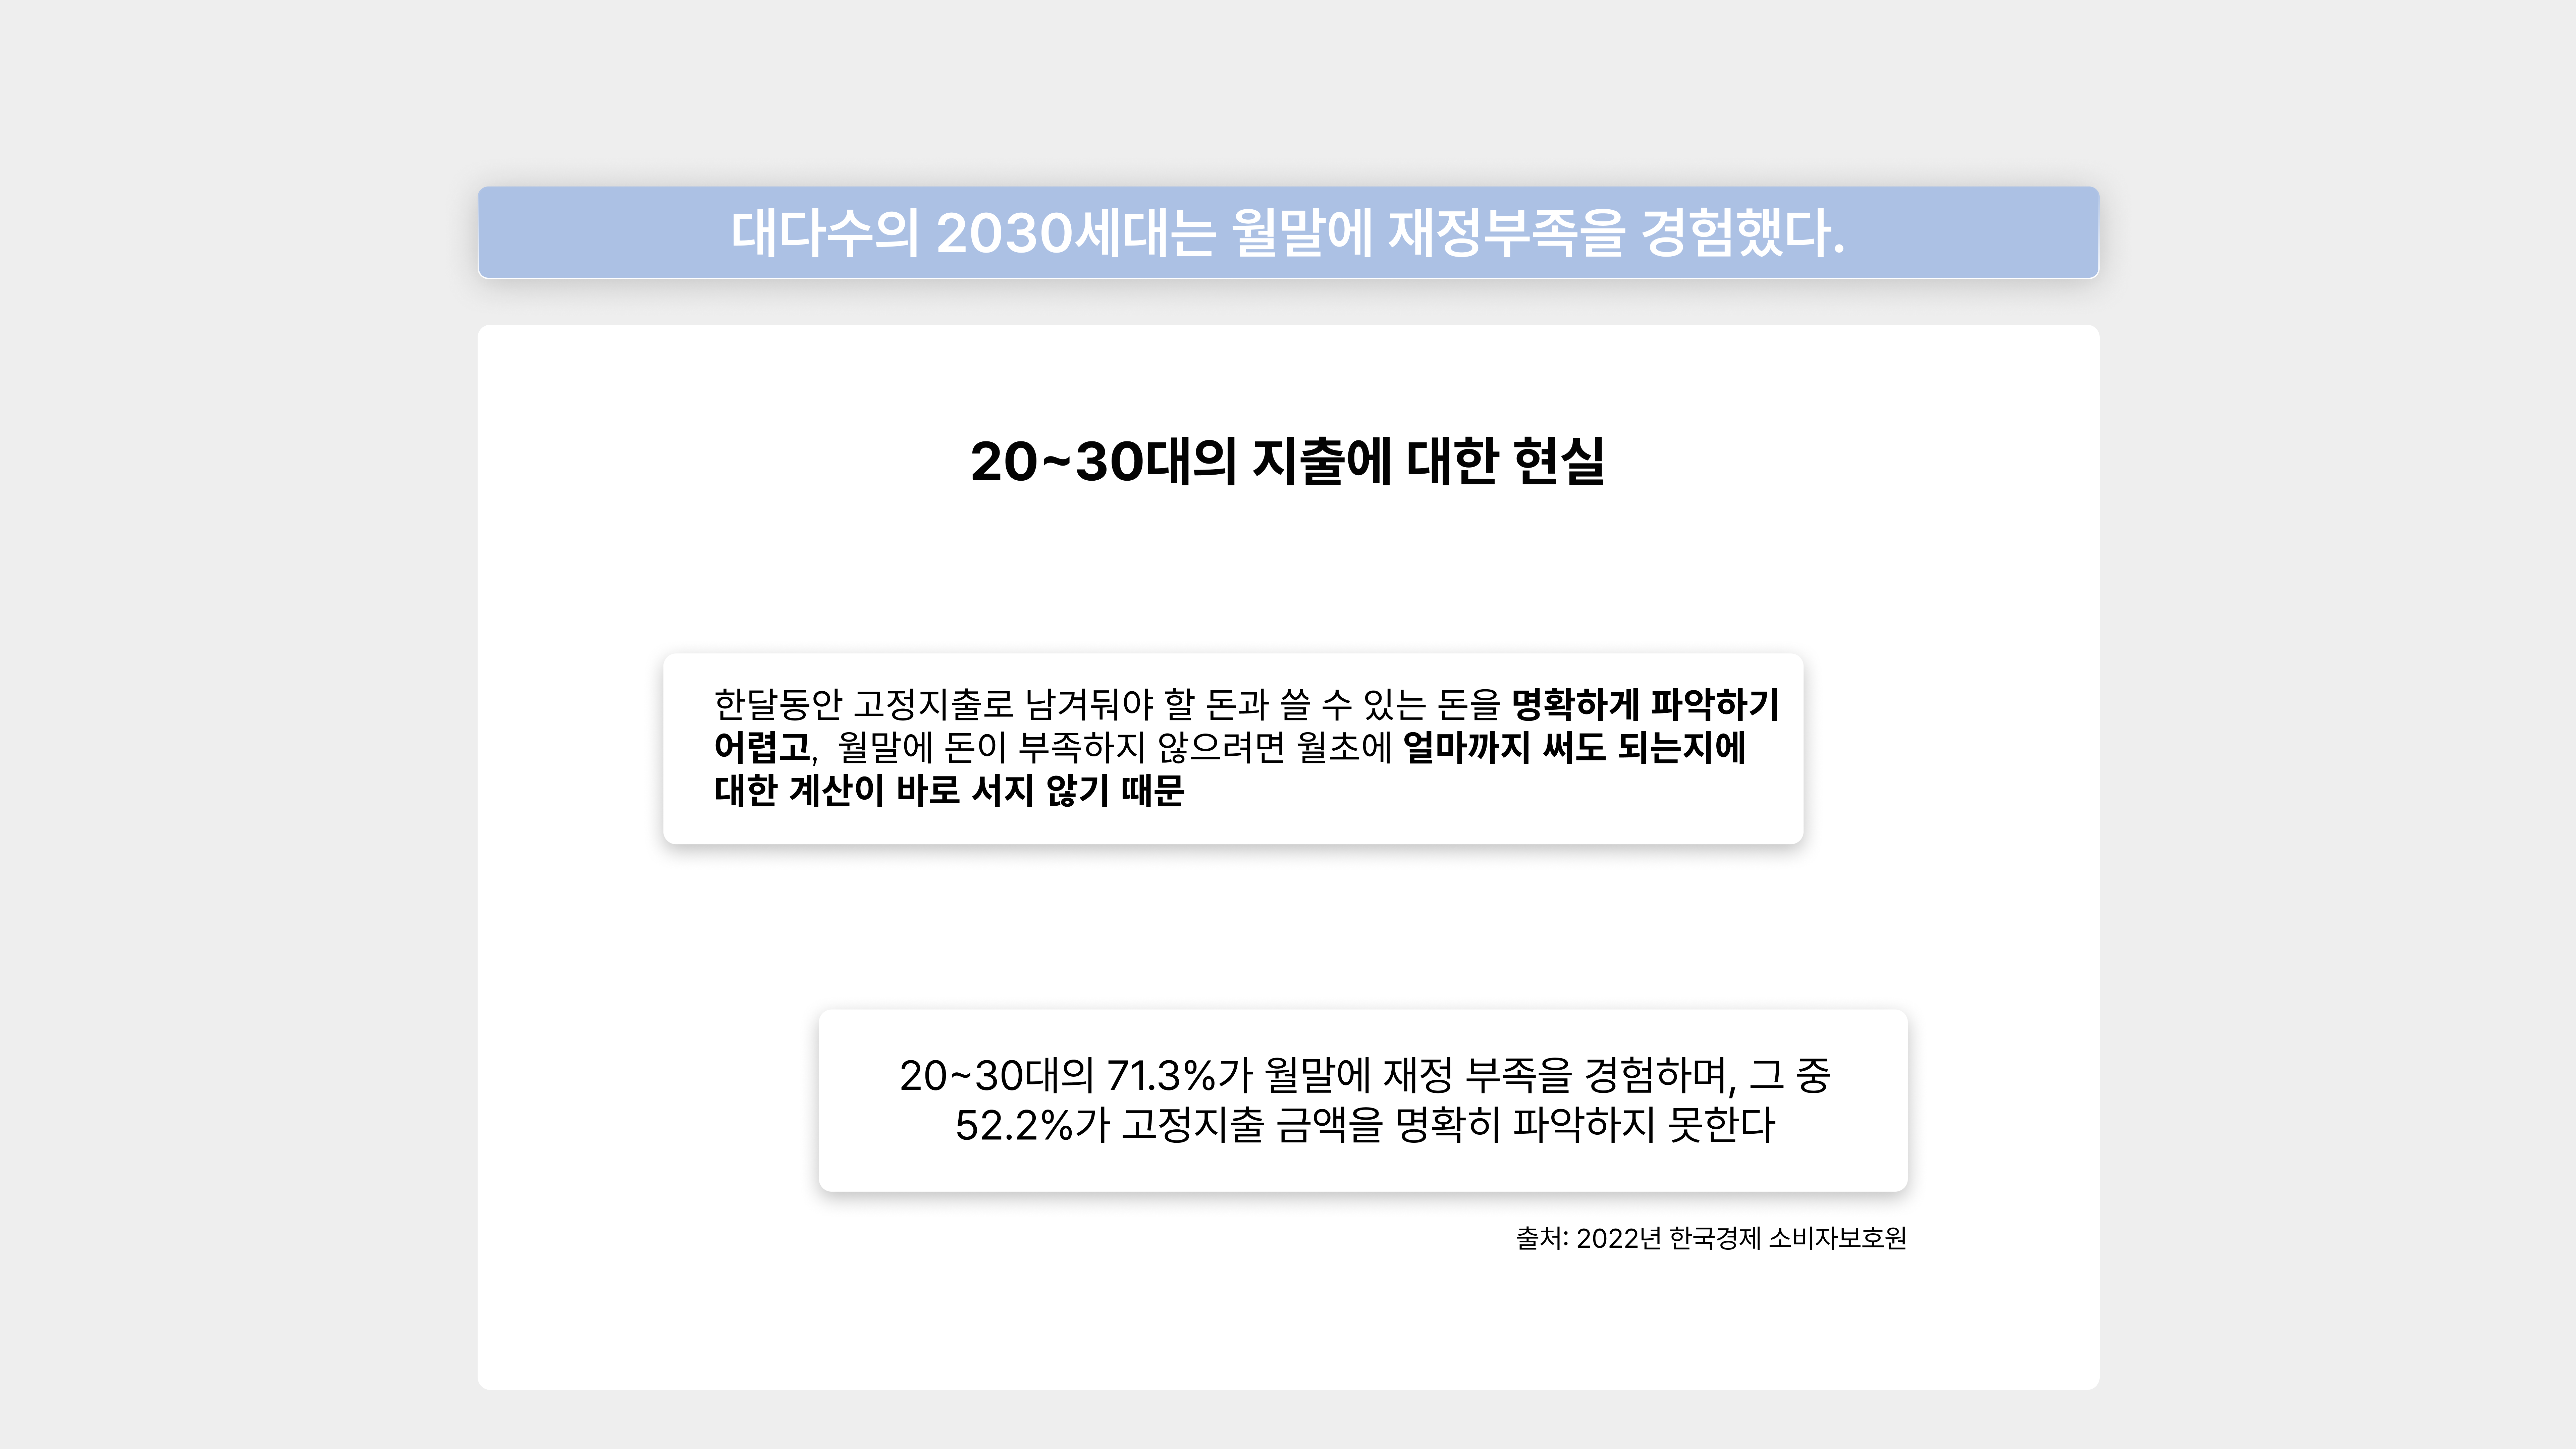 대다수의 2030세대는 월말에 재정부족을 경험했다.
20~30대의 지출에 대한 현실
한달동안 고정지출로 남겨둬야 할 돈과 쓸 수 있는 돈을 명확하게 파악하기
어렵고,  월말에 돈이 부족하지 않으려면 월초에 얼마까지 써도 되는지에
대한 계산이 바로 서지 않기 때문
20~30대의 71.3%가 월말에 재정 부족을 경험하며, 그 중
52.2%가 고정지출 금액을 명확히 파악하지 못한다
출처: 2022년 한국경제 소비자보호원